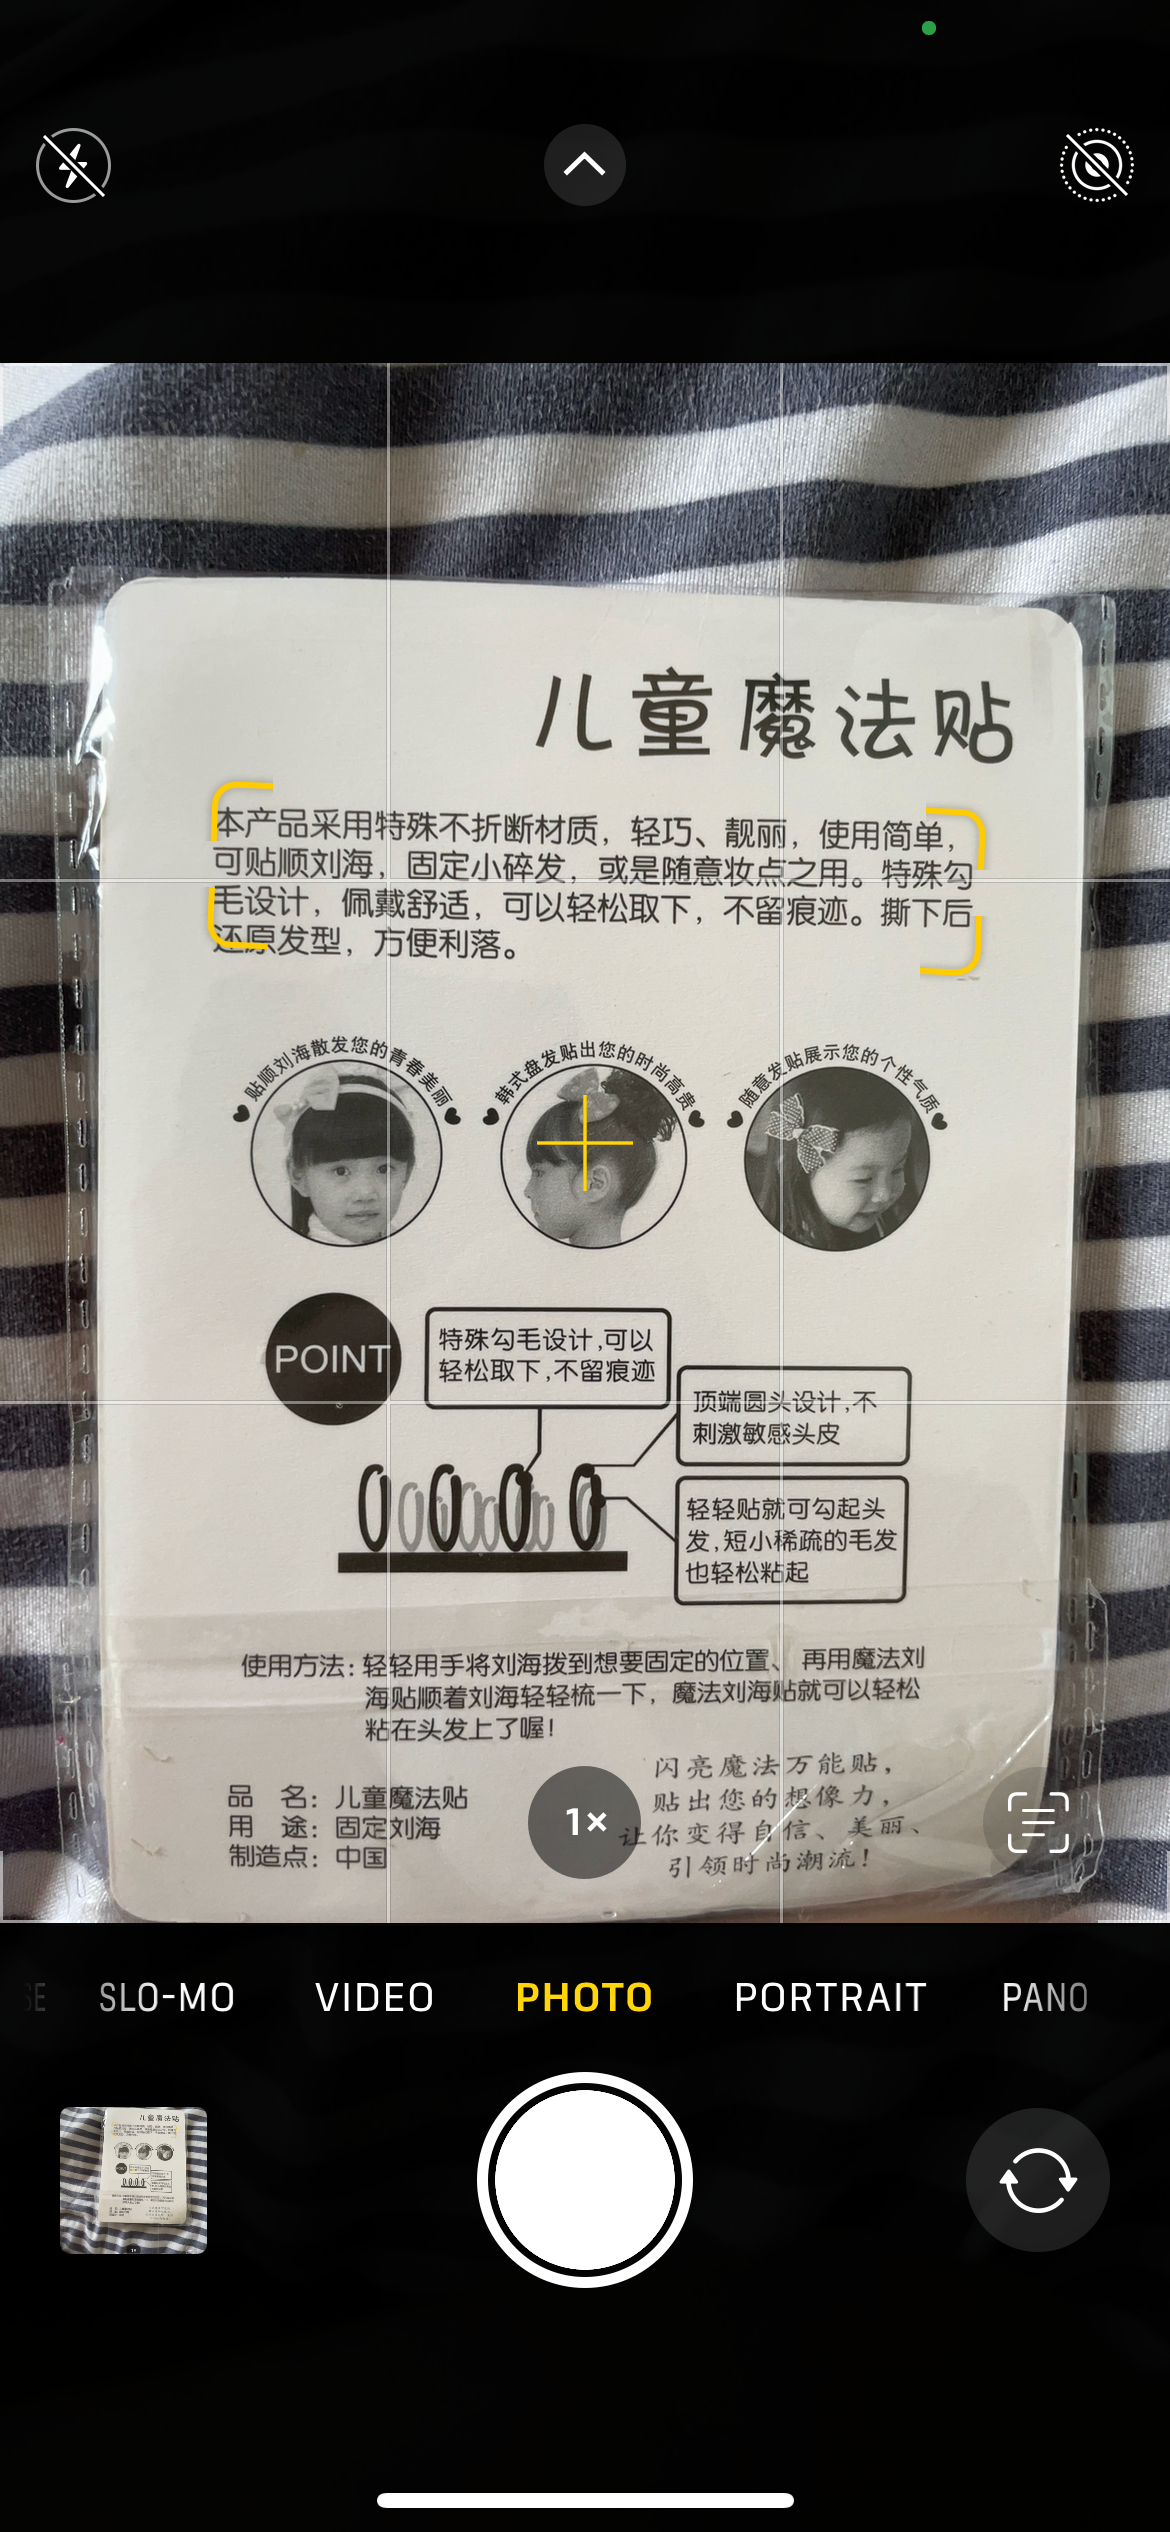 儿童魔法贴
本产品采用特殊不折断材质，轻巧、靓丽，使用简单，
可贴顺刘海，固定小碎发，或是随意妆点之用。特殊勾
毛设计，佩戴舒适，可以轻松取下，不留痕迹。撕下后
还原发型，方便利落。
贴顺刘海散发您的青春美丽
韩式盘发贴出您的时尚高贵
随意发贴展示您的个性气质
POINT
特殊勾毛设计,可以
轻松取下,不留痕迹
顶端圆头设计,不
刺激敏感头皮
轻轻贴就可勾起头
发,短小稀疏的毛发
也轻松粘起
使用方法：轻轻用手将刘海拨到想要固定的位置、再用魔法刘
海贴顺着刘海轻轻梳一下，魔法刘海贴就可以轻松
粘在头发上了喔！
品 名：儿童魔法贴
用 途：固定刘海
制造点：中国
闪亮魔法万能贴，
贴出您的想像力，
让你变得自信、美丽、
引领时尚潮流！
1×
SLO-MO
VIDEO
PHOTO
PORTRAIT
PANO